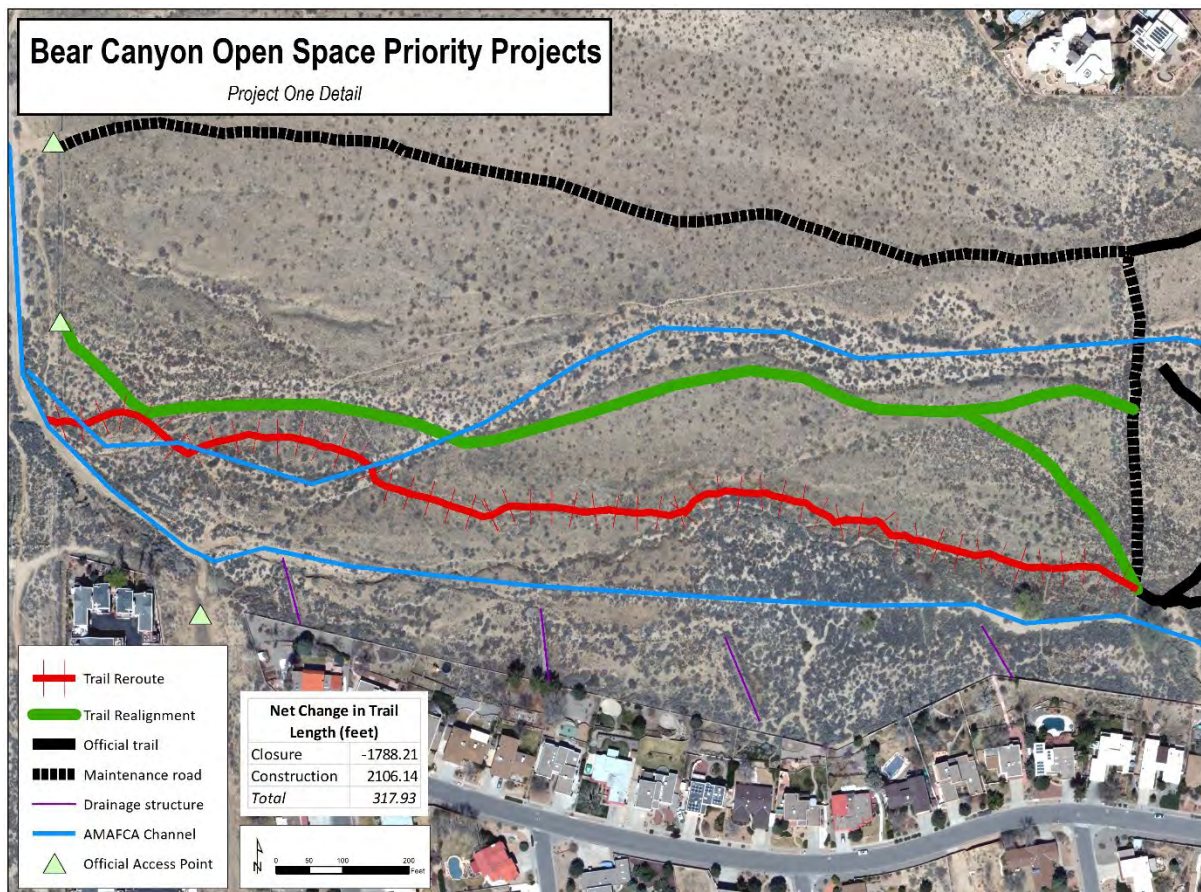 Bear Canyon Open Space Priority Projects
Project One Detail
Trail Reroute
Trail Realignment
Official trail
Maintenance road
Drainage structure
AMAFCA Channel
Official Access Point
Net Change in Trail
Length (feet)
Closure -1788.21
Construction 2106.14
Total 317.93
N
0 50 100 200
Feet